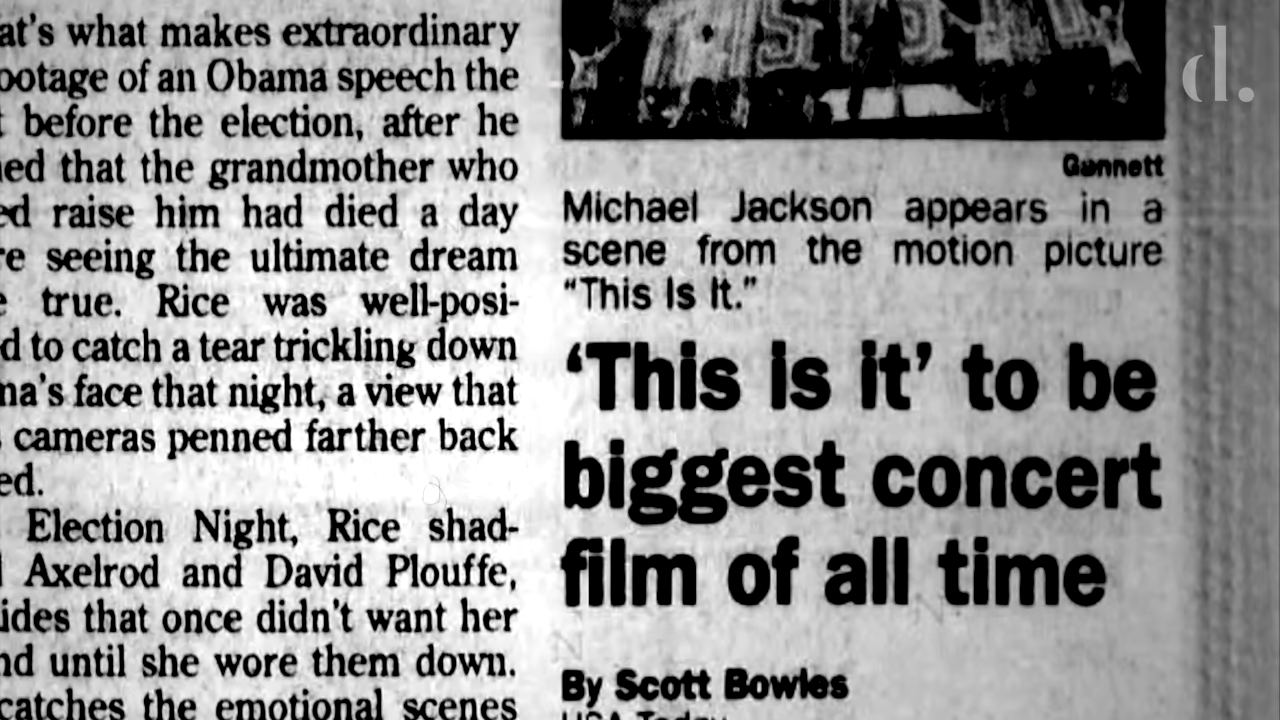 at's what makes extraordinary
ootage of an Obama speech the
t before the election, after he
ned that the grandmother who
ed raise him had died a day
re seeing the ultimate dream
e true. Rice was well-posi-
d to catch a tear trickling down
na's face that night, a view that
s cameras penned farther back
ed.
Election Night, Rice shad-
l Axelrod and David Plouffe,
ides that once didn't want her
nd until she wore them down.
catches the emotional scenes
d.
Gannett
Michael Jackson appears in a
scene from the motion picture
“This Is It.”
‘This is it’ to be
biggest concert
film of all time
By Scott Bowles
USA Today